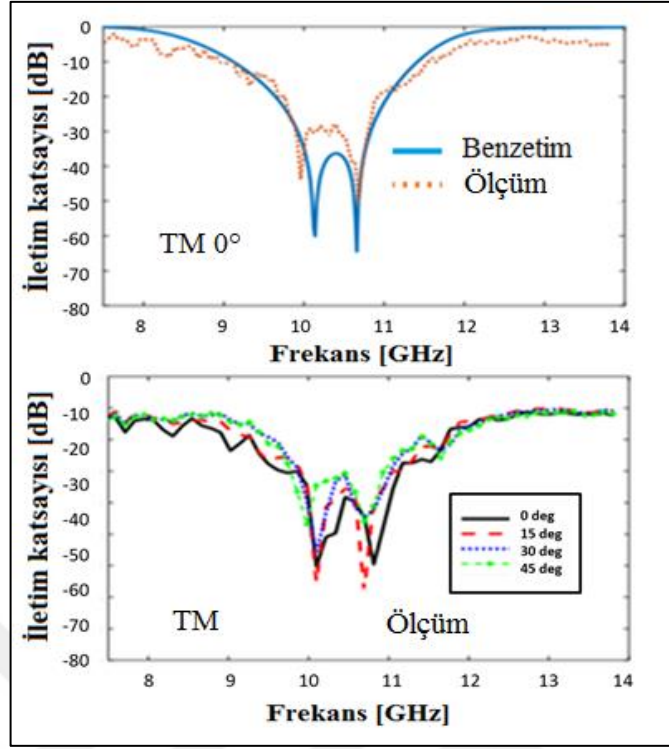 0
-10
-20
-30
-40
-50
-60
-70
-80
İletim katsayısı [dB]
Benzetim
Ölçüm
TM 0°
8 9 10 11 12 13 14
Frekans [GHz]
0
-10
-20
-30
-40
-50
-60
-70
-80
İletim katsayısı [dB]
0 deg
15 deg
30 deg
45 deg
TM Ölçüm
8 9 10 11 12 13 14
Frekans [GHz]